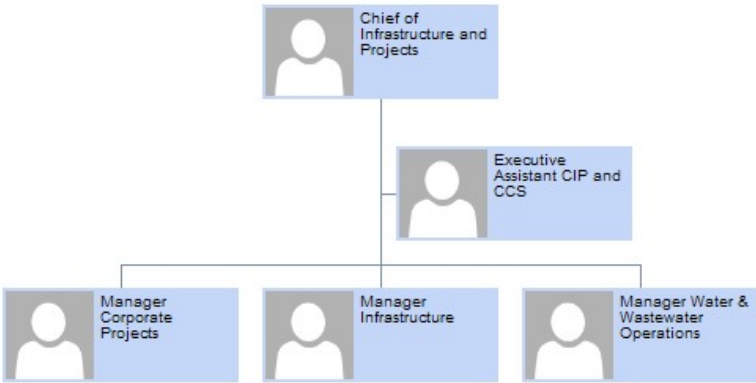 Chief of
Infrastructure and
Projects
Executive
Assistant CIP and
CCS
Manager
Corporate
Projects
Manager
Infrastructure
Manager Water &
Wastewater
Operations